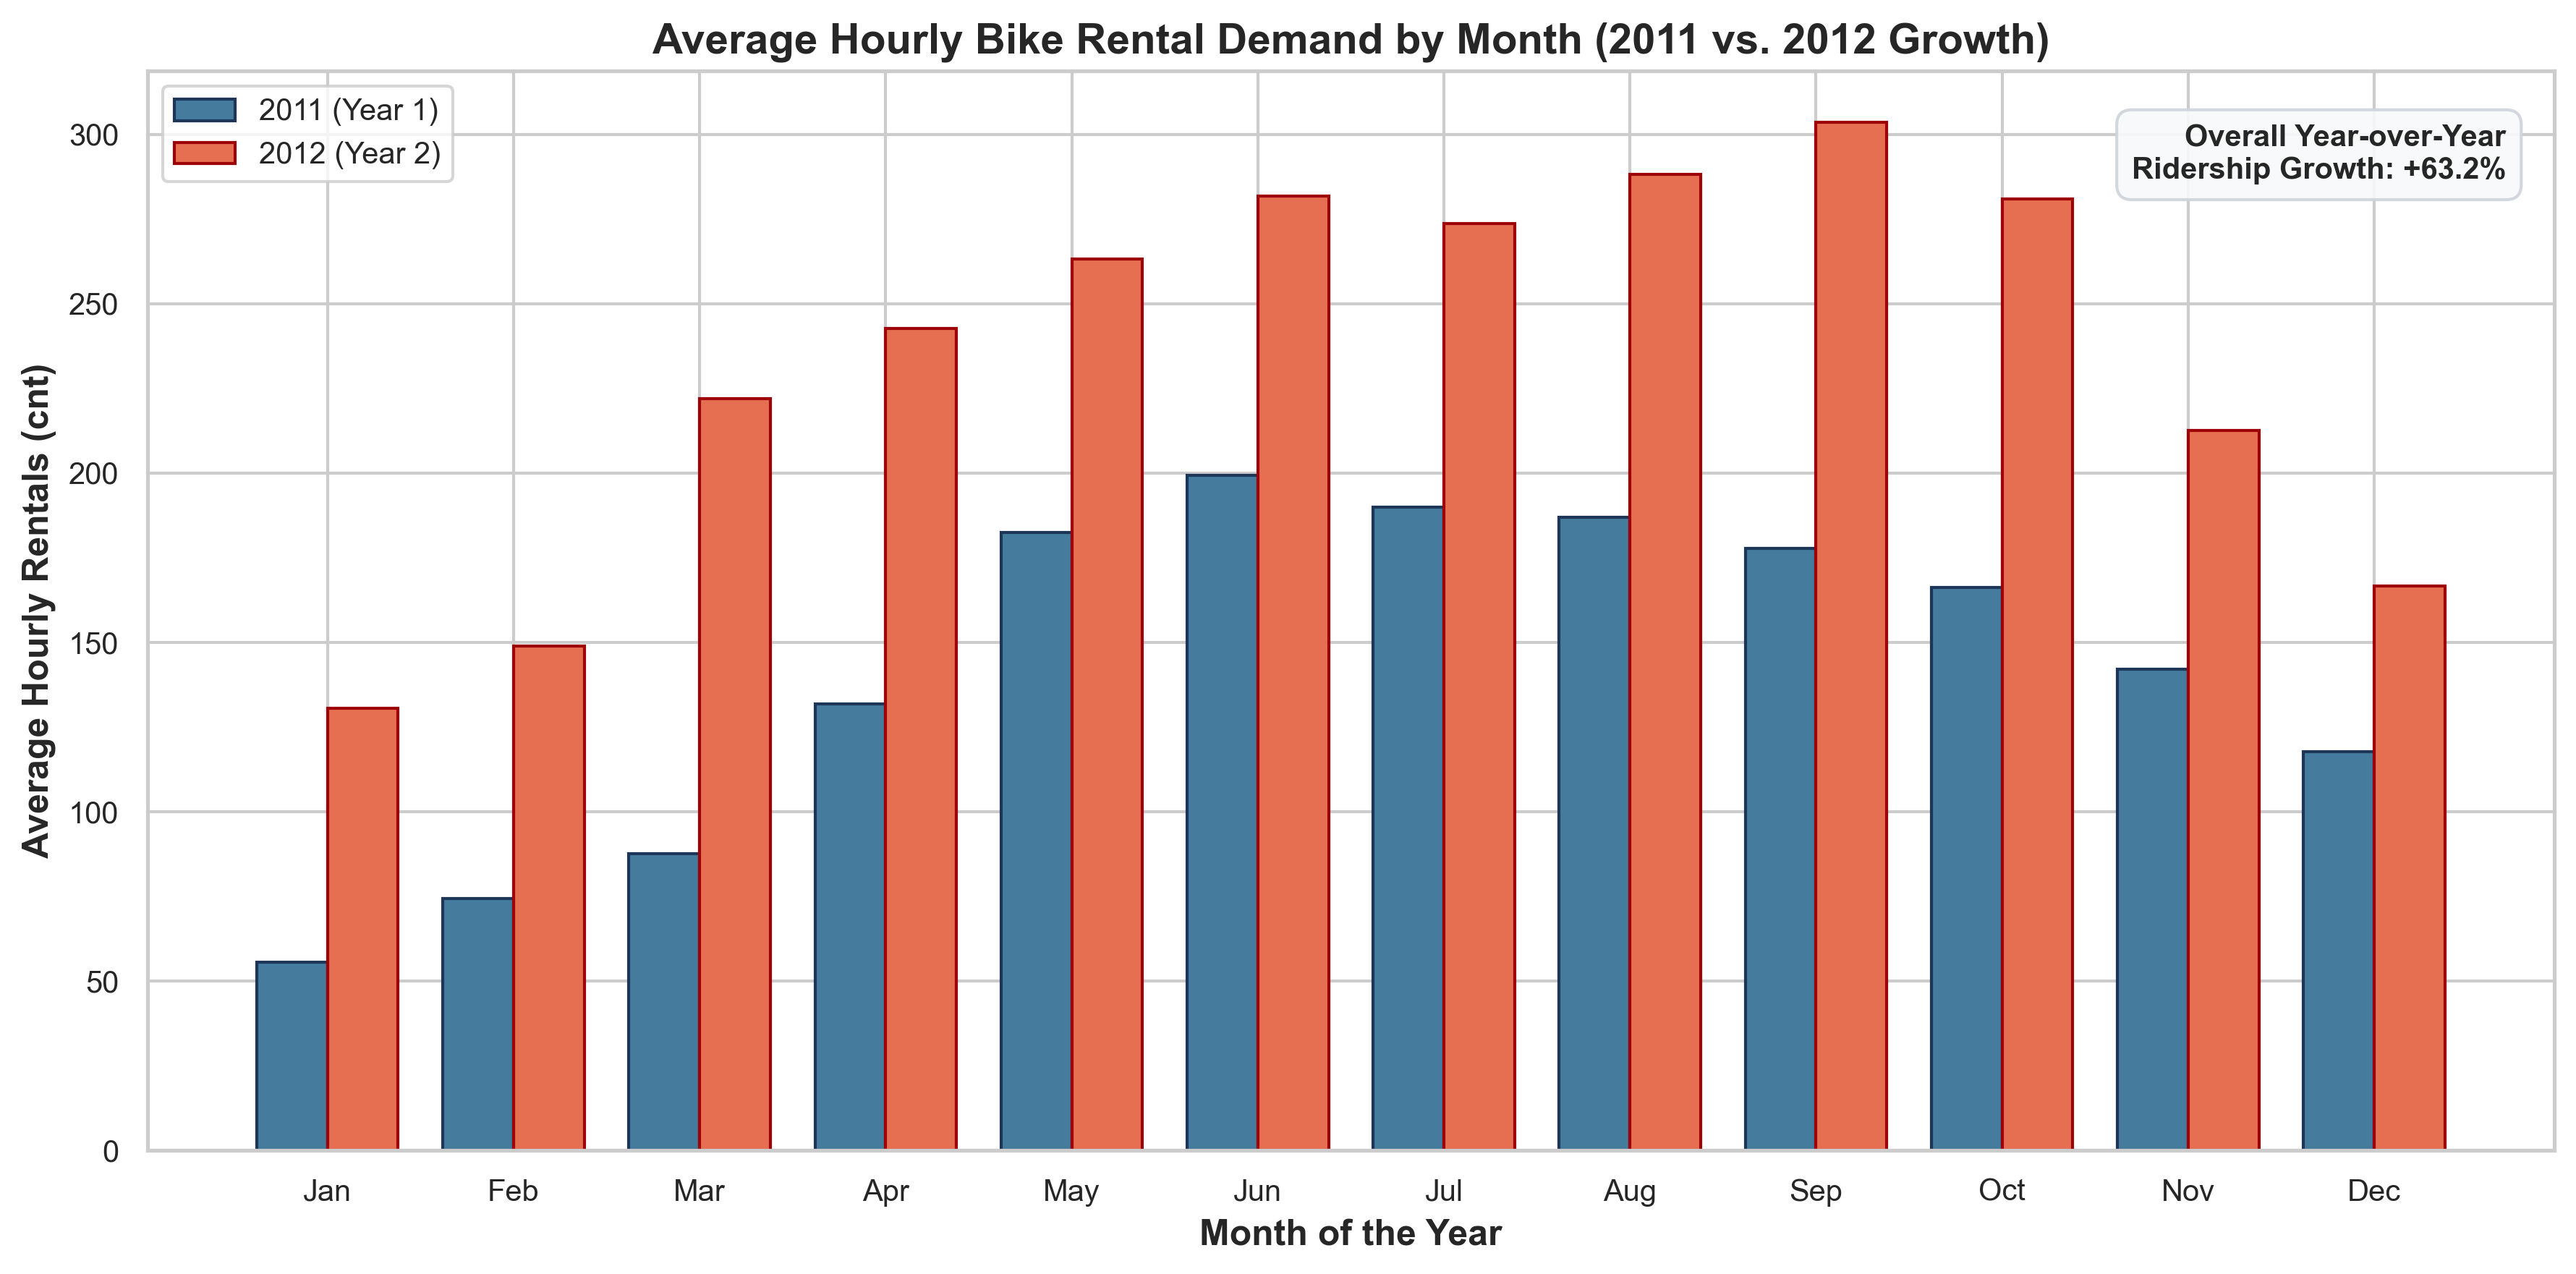 Average Hourly Bike Rental Demand by Month (2011 vs. 2012 Growth)
2011 (Year 1)
2012 (Year 2)
Overall Year-over-Year
Ridership Growth: +63.2%
Average Hourly Rentals (cnt)
300
250
200
150
100
50
0
Jan Feb Mar Apr May Jun Jul Aug Sep Oct Nov Dec
Month of the Year